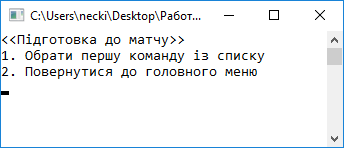 C:\Users\necki\Desktop\Работ...
<<Підготовка до матчу>>
1. Обрати першу команду із списку
2. Повернутися до головного меню